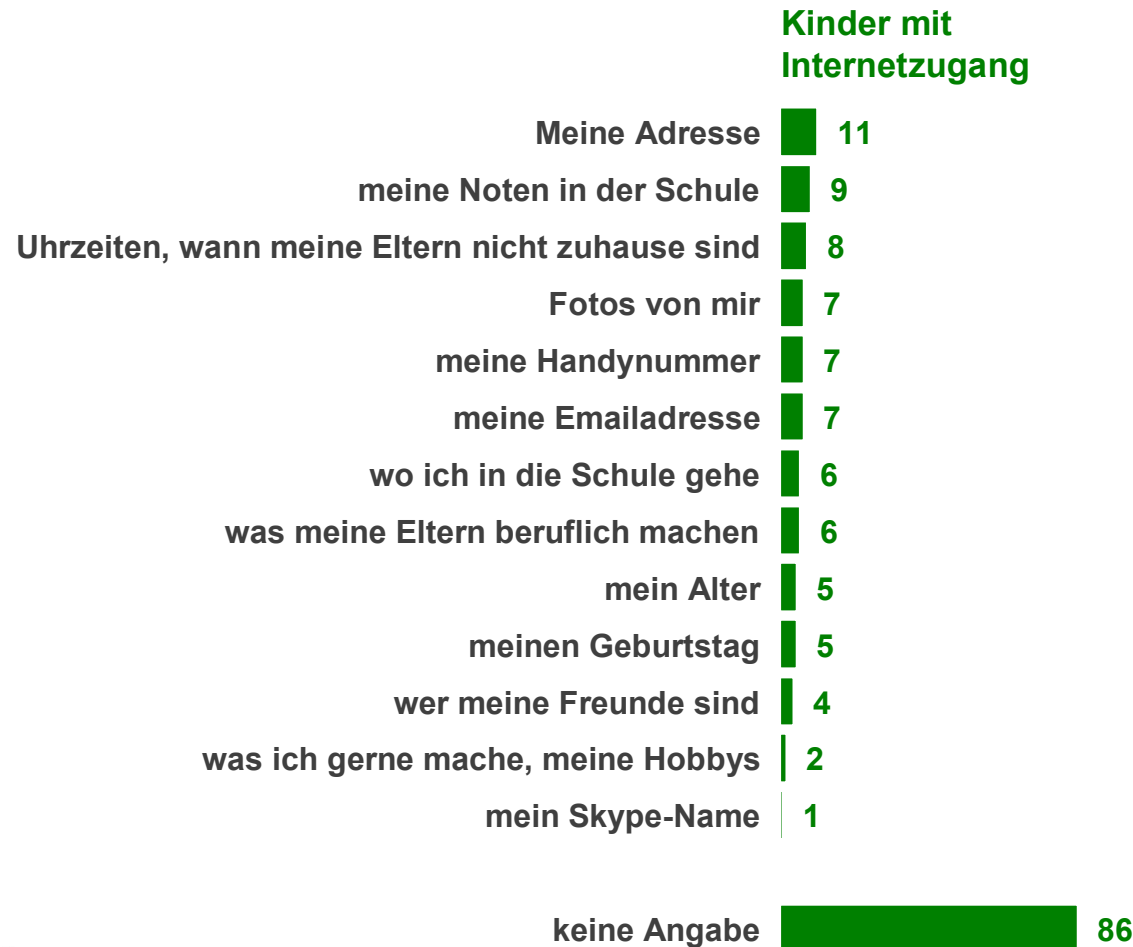 Kinder mit
Internetzugang
Meine Adresse 11
meine Noten in der Schule 9
Uhrzeiten, wann meine Eltern nicht zuhause sind 8
Fotos von mir 7
meine Handynummer 7
meine Emailadresse 7
wo ich in die Schule gehe 6
was meine Eltern beruflich machen 6
mein Alter 5
meinen Geburtstag 5
wer meine Freunde sind 4
was ich gerne mache, meine Hobbys 2
mein Skype-Name 1
keine Angabe 86